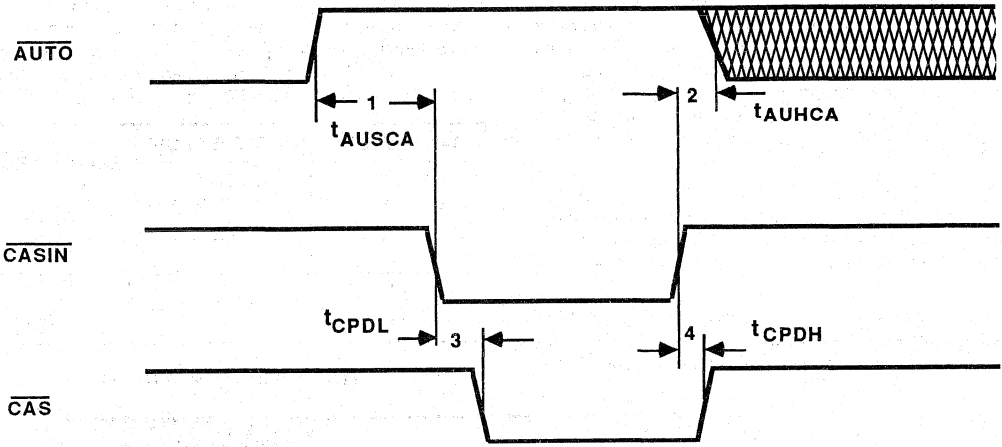 AUTO
1
tAUSCA
2
tAUHCA
CASIN
tCPDL
3
4
tCPDH
CAS